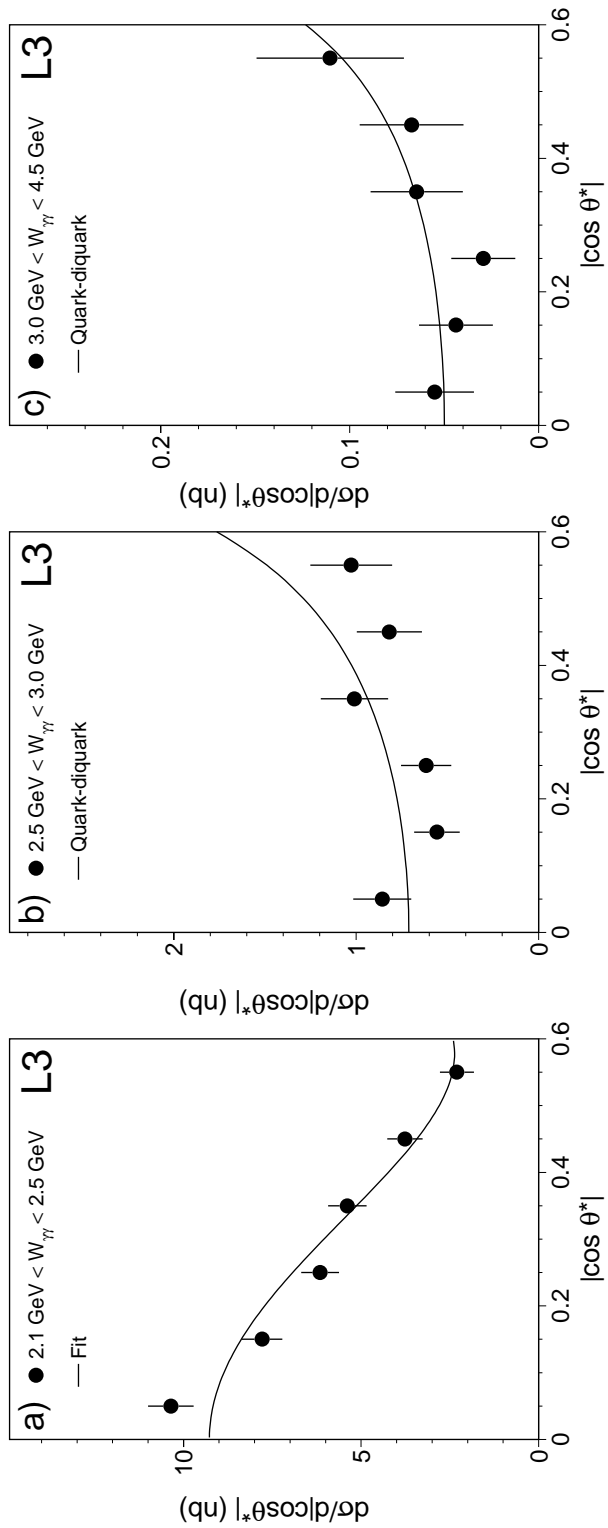 a)
● 2.1 GeV < Wγγ < 2.5 GeV
— Fit
L3
10
5
0
dσ/d|cosθ*| (nb)
0
0.2
0.4
0.6
|cos θ*|
b)
● 2.5 GeV < Wγγ < 3.0 GeV
— Quark-diquark
L3
2
1
0
dσ/d|cosθ*| (nb)
0
0.2
0.4
0.6
|cos θ*|
c)
● 3.0 GeV < Wγγ < 4.5 GeV
— Quark-diquark
L3
0.2
0.1
0
dσ/d|cosθ*| (nb)
0
0.2
0.4
0.6
|cos θ*|